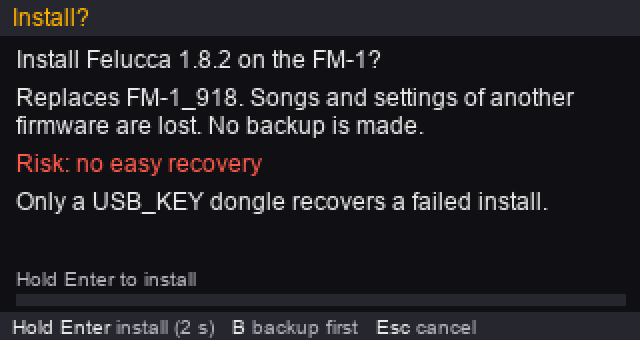 Install?
Install Felucca 1.8.2 on the FM-1?
Replaces FM-1_918. Songs and settings of another
firmware are lost. No backup is made.
Risk: no easy recovery
Only a USB_KEY dongle recovers a failed install.
Hold Enter to install
Hold Enter install (2 s) B backup first Esc cancel